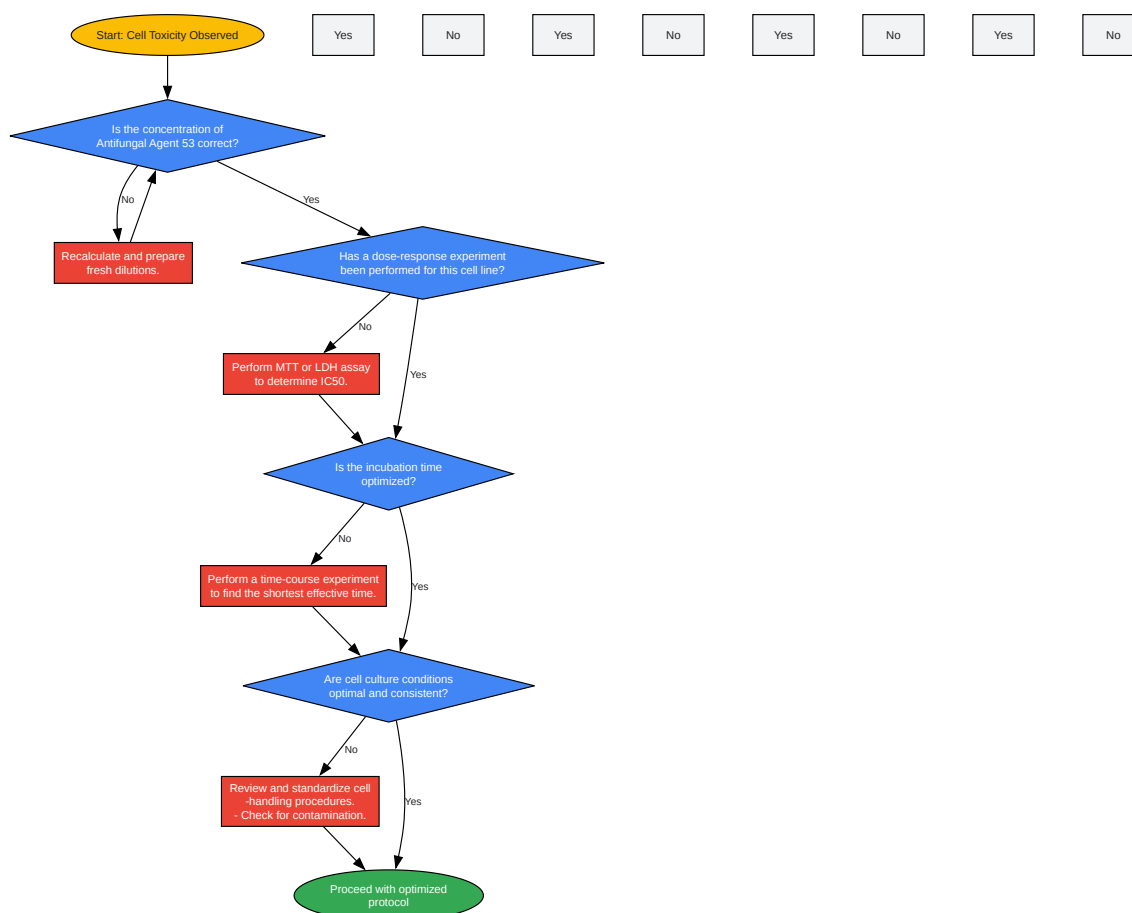 Start: Cell Toxicity Observed
Yes
No
Yes
No
Yes
No
Yes
No
Is the concentration of
Antifungal Agent 53 correct?
No
Yes
Recalculate and prepare
fresh dilutions.
Has a dose-response experiment
been performed for this cell line?
No
Yes
Perform MTT or LDH assay
to determine IC50.
Is the incubation time
optimized?
No
Yes
Perform a time-course experiment
to find the shortest effective time.
Are cell culture conditions
optimal and consistent?
No
Yes
Review and standardize cell
-handling procedures.
- Check for contamination.
Proceed with optimized
protocol